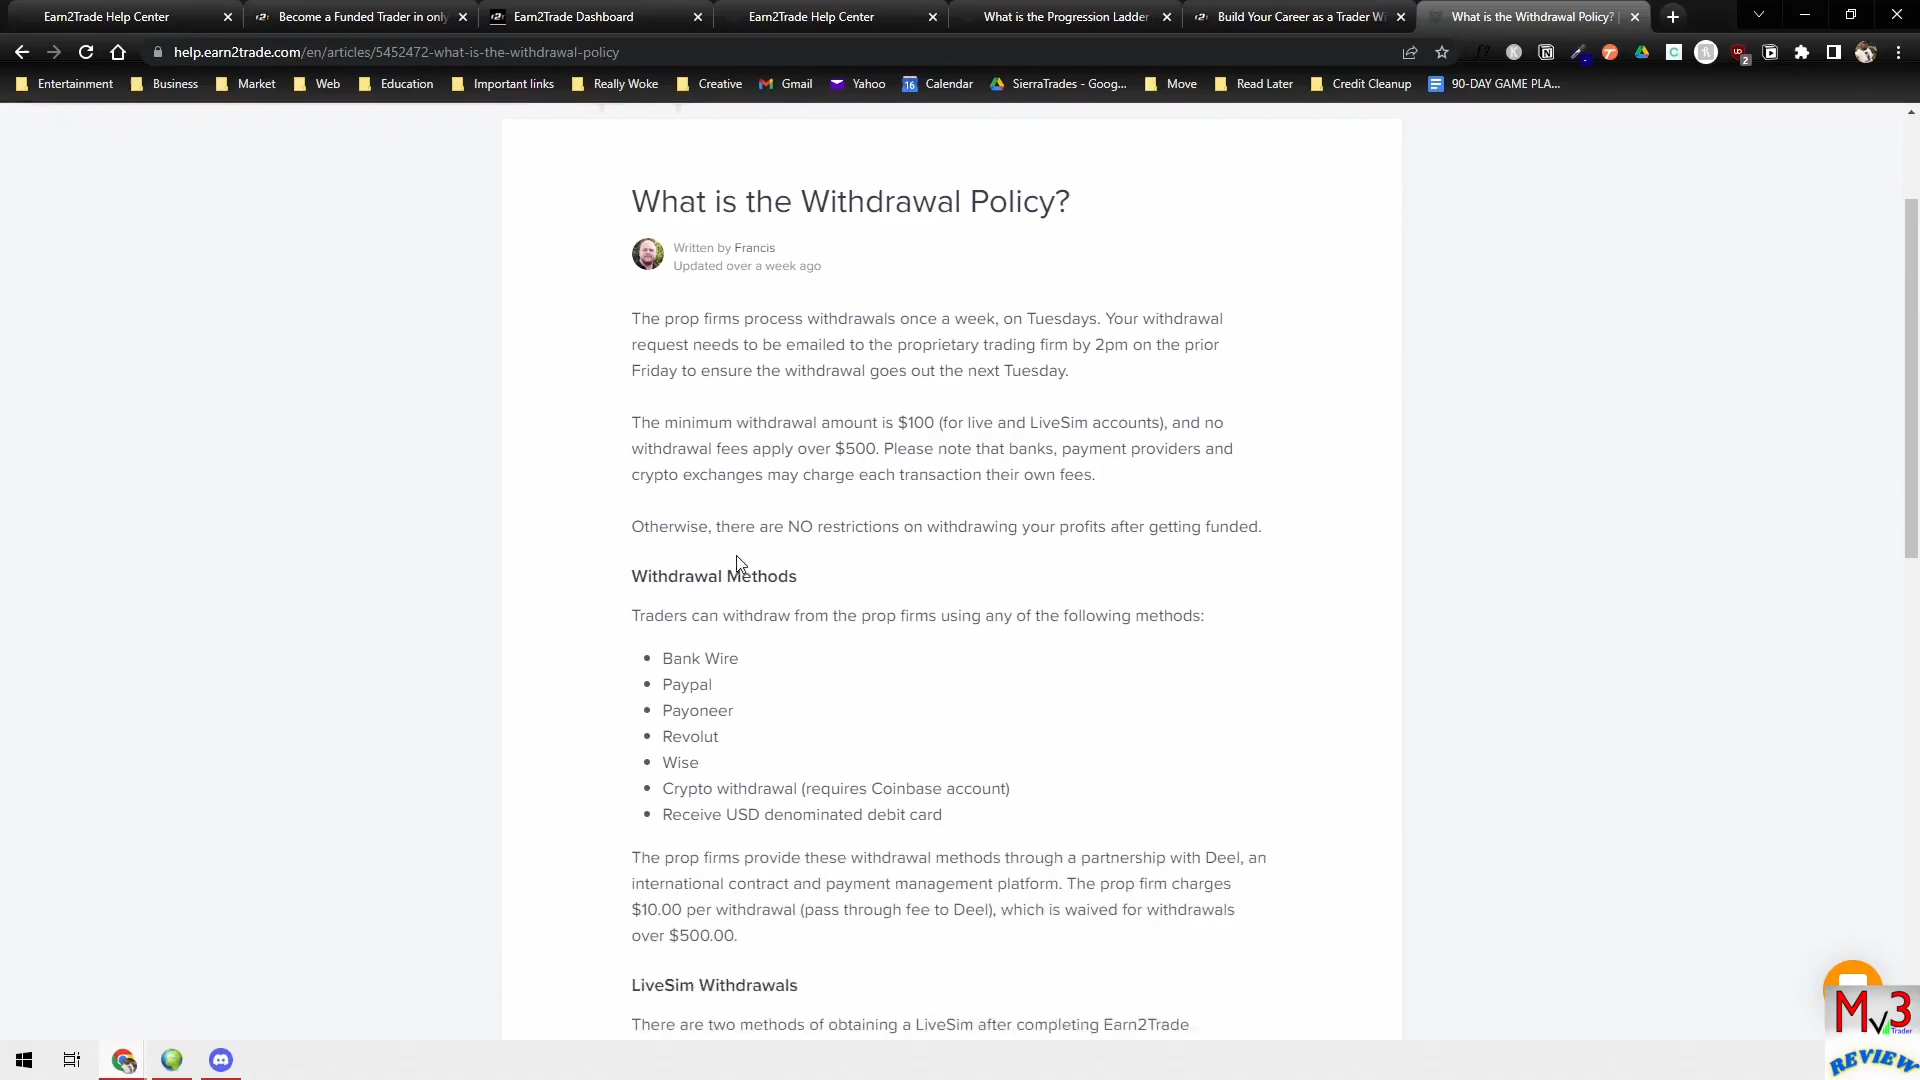 Earn2Trade Help Center
Become a Funded Trader in only
Earn2Trade Dashboard
Earn2Trade Help Center
What is the Progression Ladder
Build Your Career as a Trader Wi
What is the Withdrawal Policy? |
help.earn2trade.com/en/articles/5452472-what-is-the-withdrawal-policy
Entertainment
Business
Market
Web
Education
Important links
Really Woke
Creative
Gmail
Yahoo
16
Calendar
SierraTrades - Goog...
Move
Read Later
Credit Cleanup
90-DAY GAME PLA...
What is the Withdrawal Policy?
Written by Francis
Updated over a week ago
The prop firms process withdrawals once a week, on Tuesdays. Your withdrawal
request needs to be emailed to the proprietary trading firm by 2pm on the prior
Friday to ensure the withdrawal goes out the next Tuesday.
The minimum withdrawal amount is $100 (for live and LiveSim accounts), and no
withdrawal fees apply over $500. Please note that banks, payment providers and
crypto exchanges may charge each transaction their own fees.
Otherwise, there are NO restrictions on withdrawing your profits after getting funded.
Withdrawal Methods
Traders can withdraw from the prop firms using any of the following methods:
Bank Wire
Paypal
Payoneer
Revolut
Wise
Crypto withdrawal (requires Coinbase account)
Receive USD denominated debit card
The prop firms provide these withdrawal methods through a partnership with Deel, an
international contract and payment management platform. The prop firm charges
$10.00 per withdrawal (pass through fee to Deel), which is waived for withdrawals
over $500.00.
LiveSim Withdrawals
There are two methods of obtaining a LiveSim after completing Earn2Trade
Mv3
Trader
REVIEW